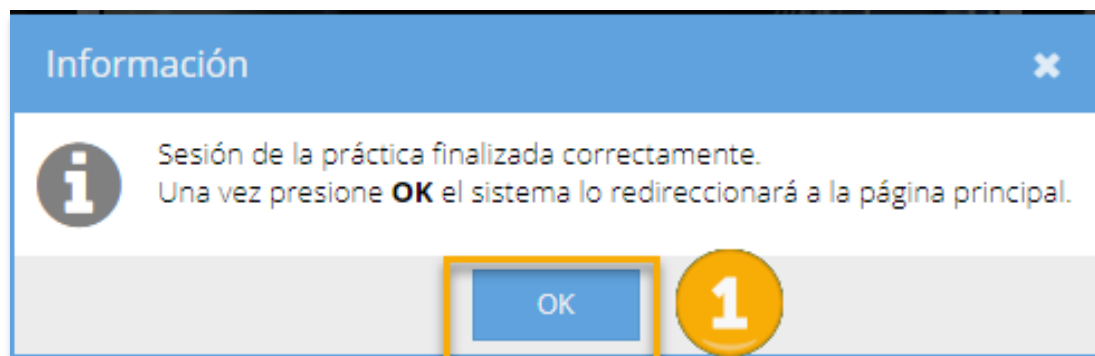 Información
Sesión de la práctica finalizada correctamente.
Una vez presione OK el sistema lo redireccionará a la página principal.
OK
1